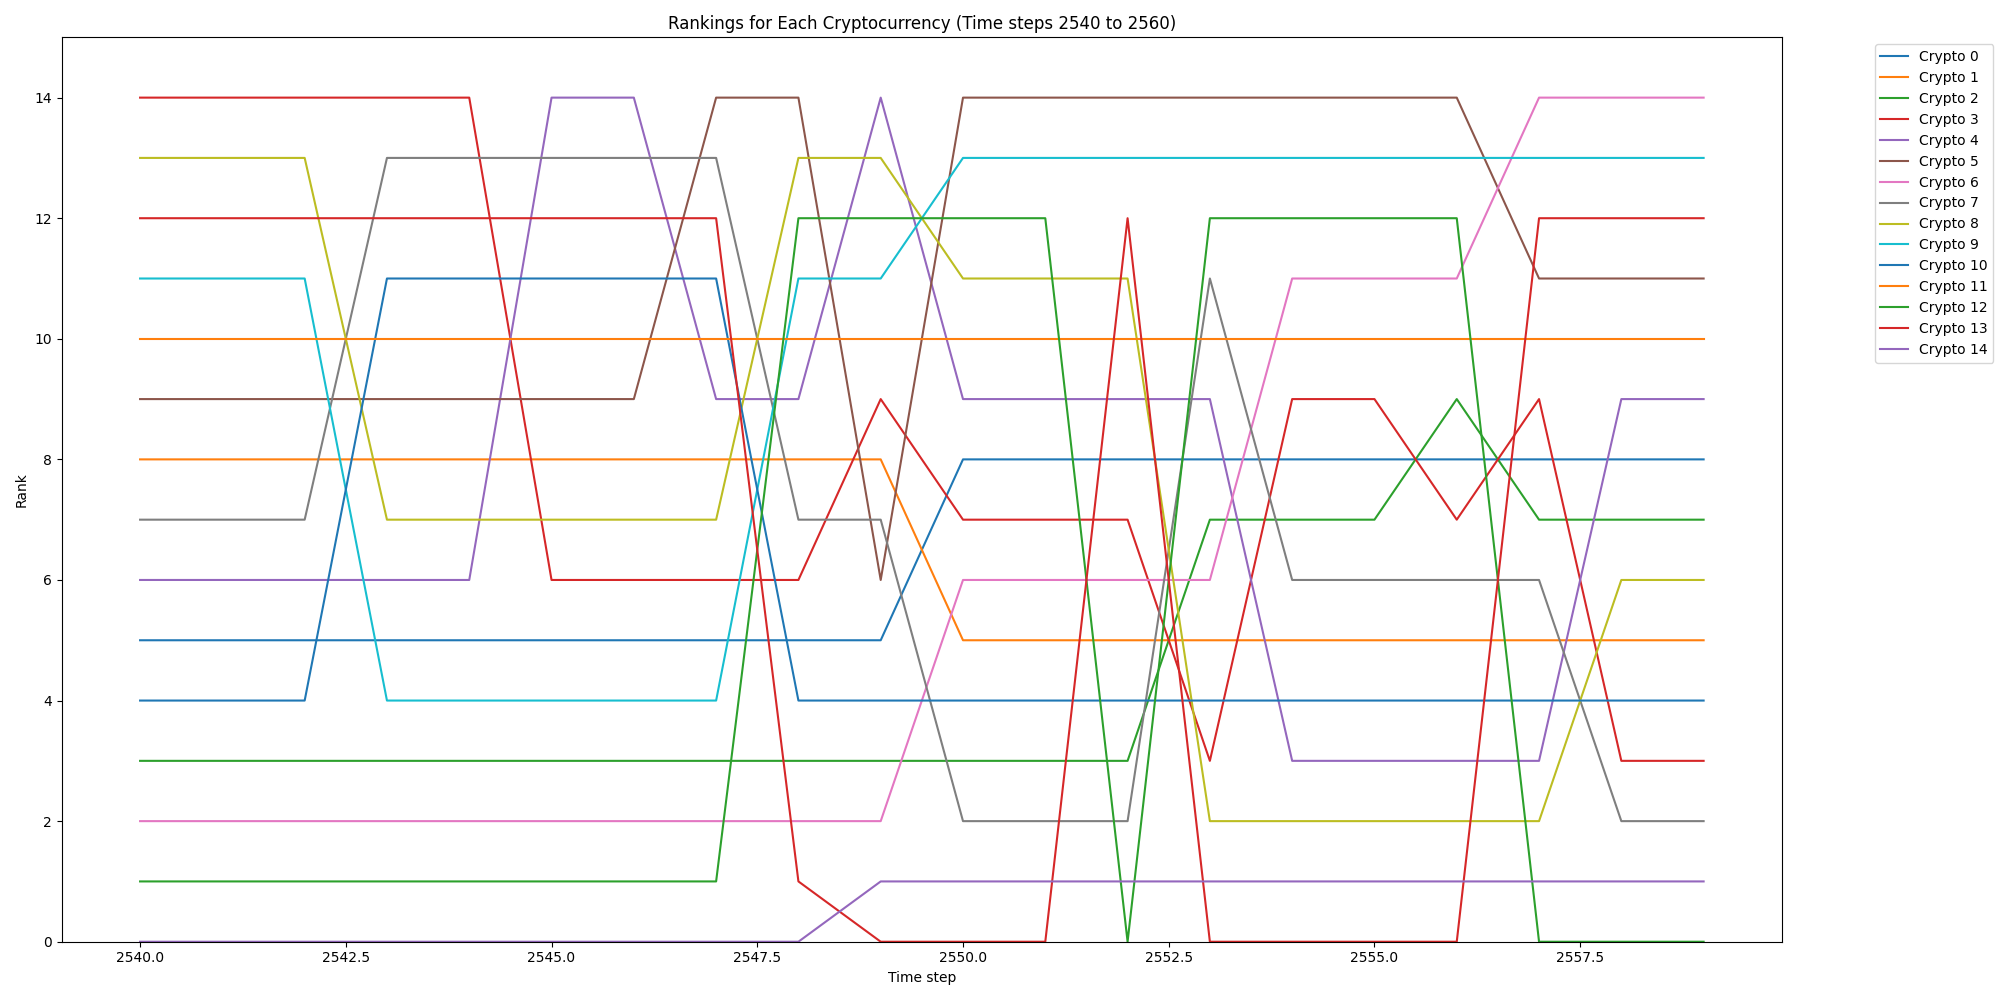 Rankings for Each Cryptocurrency (Time steps 2540 to 2560)
Rank
14
12
10
8
6
4
2
0
2540.0 2542.5 2545.0 2547.5 2550.0 2552.5 2555.0 2557.5
Time step
Crypto 0
Crypto 1
Crypto 2
Crypto 3
Crypto 4
Crypto 5
Crypto 6
Crypto 7
Crypto 8
Crypto 9
Crypto 10
Crypto 11
Crypto 12
Crypto 13
Crypto 14